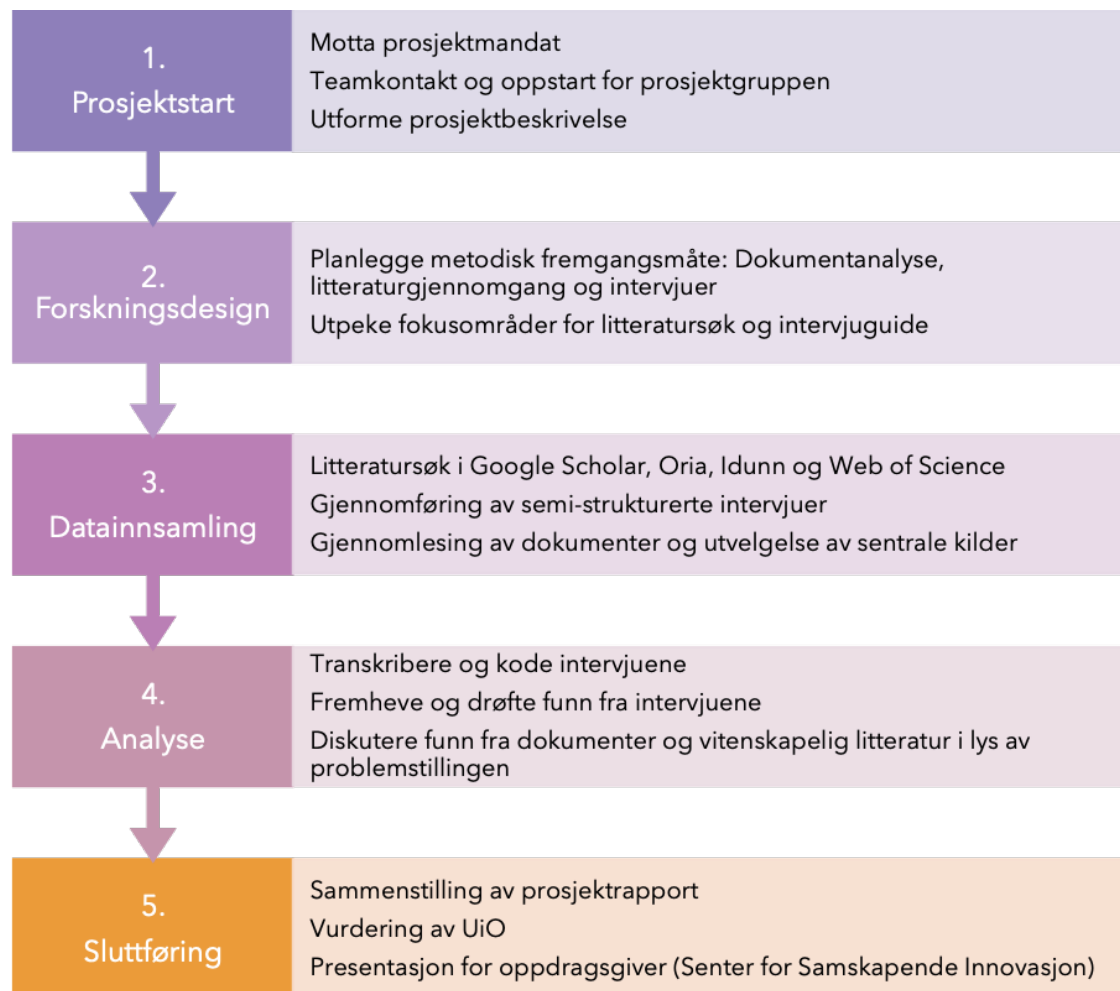 1.
Prosjektstart
Motta prosjektmandat
Teamkontakt og oppstart for prosjektgruppen
Utforme prosjektbeskrivelse
2.
Forskningsdesign
Planlegge metodisk fremgangsmåte: Dokumentanalyse,
litteraturgjennomgang og intervjuer
Utpeke fokusområder for litteratursøk og intervjuguide
3.
Datainnsamling
Litteratursøk i Google Scholar, Oria, Idunn og Web of Science
Gjennomføring av semi-strukturerte intervjuer
Gjennomlesing av dokumenter og utvelgelse av sentrale kilder
4.
Analyse
Transkribere og kode intervjuene
Fremheve og drøfte funn fra intervjuene
Diskutere funn fra dokumenter og vitenskapelig litteratur i lys av
problemstillingen
5.
Sluttføring
Sammenstilling av prosjektrapport
Vurdering av UiO
Presentasjon for oppdragsgiver (Senter for Samskapende Innovasjon)